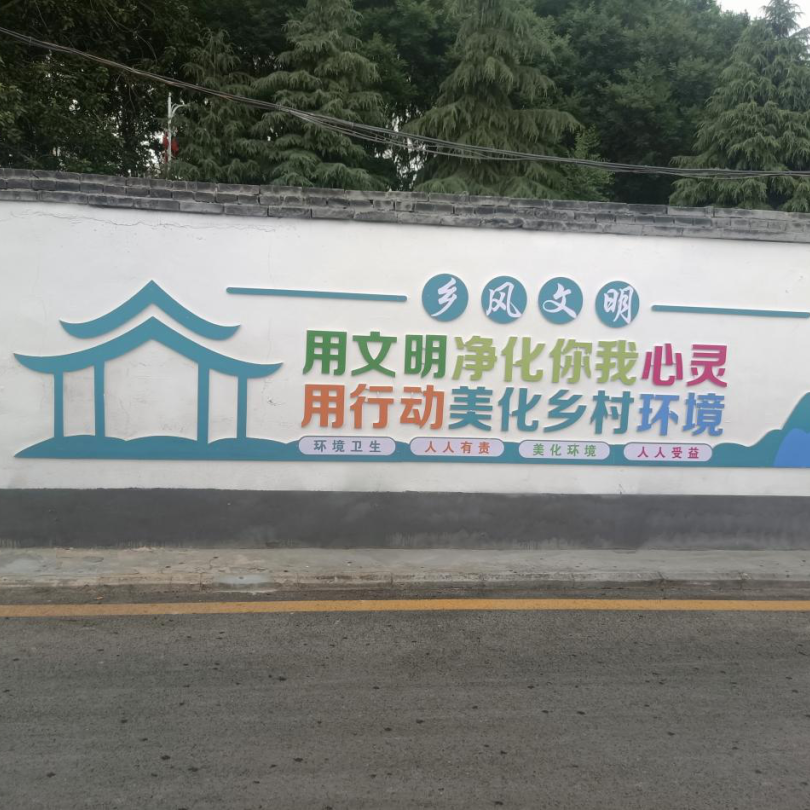 乡风文明
用文明净化你我心灵
用行动美化乡村环境
环境卫生 人人有责 美化环境 人人受益